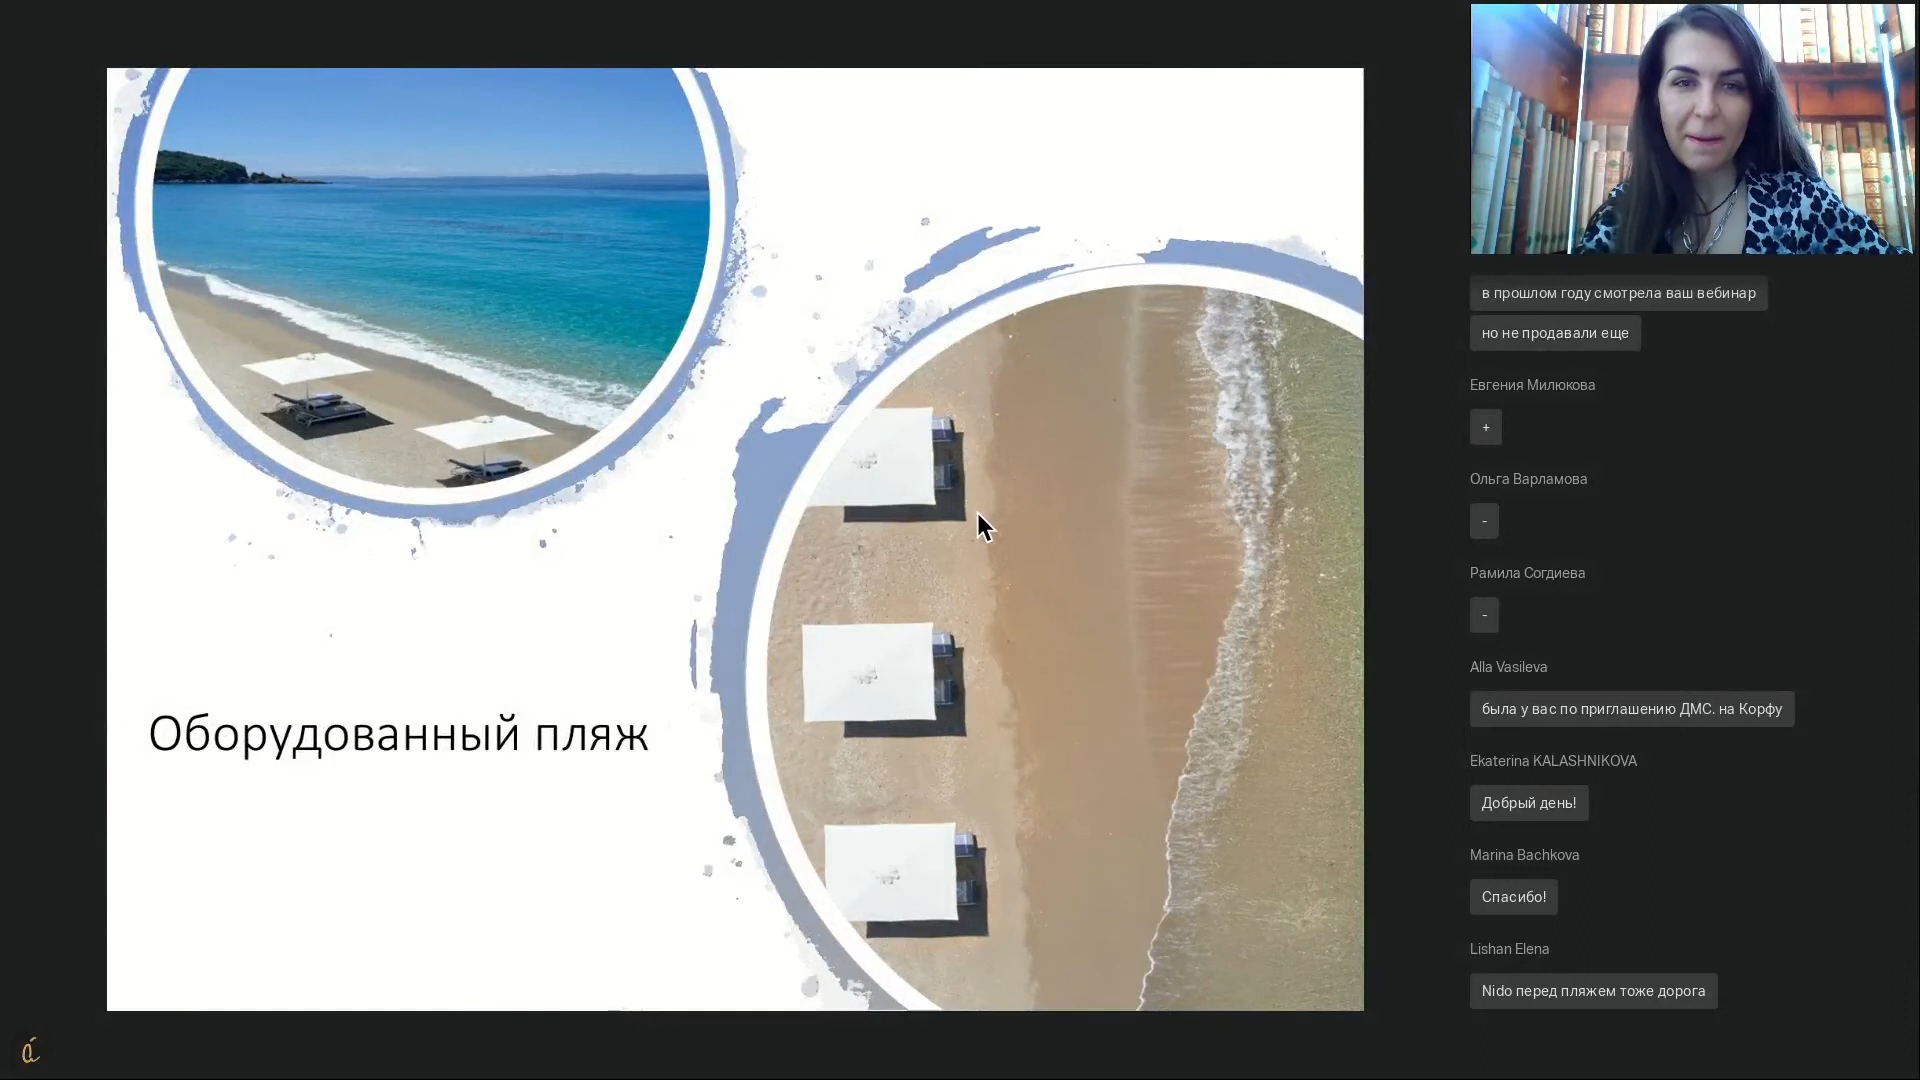 Оборудованный пляж
в прошлом году смотрела ваш вебинар
но не продавали еще
Евгения Милюкова
+
Ольга Варламова
-
Рамила Согдиева
-
Alla Vasileva
была у вас по приглашению ДМС. на Корфу
Ekaterina KALASHNIKOVA
Добрый день!
Marina Bachkova
Спасибо!
Lishan Elena
Nido перед пляжем тоже дорога
á